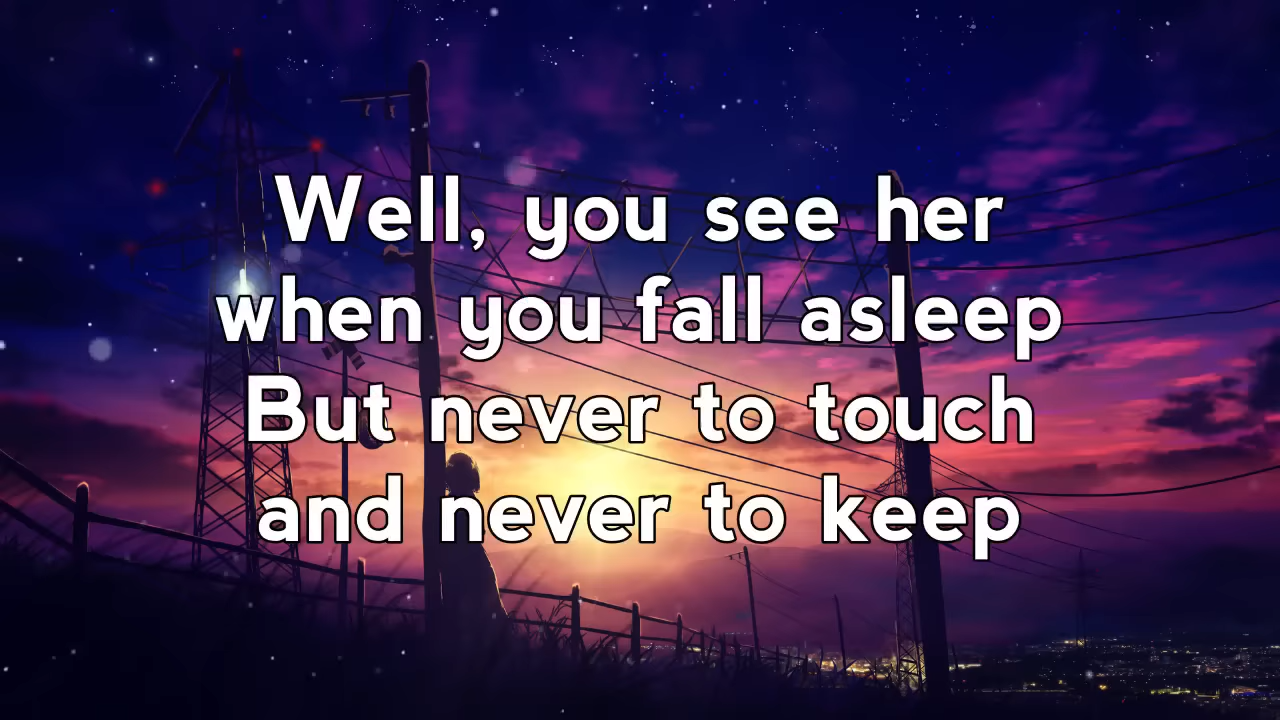 Well, you see her
when you fall asleep
But never to touch
and never to keep